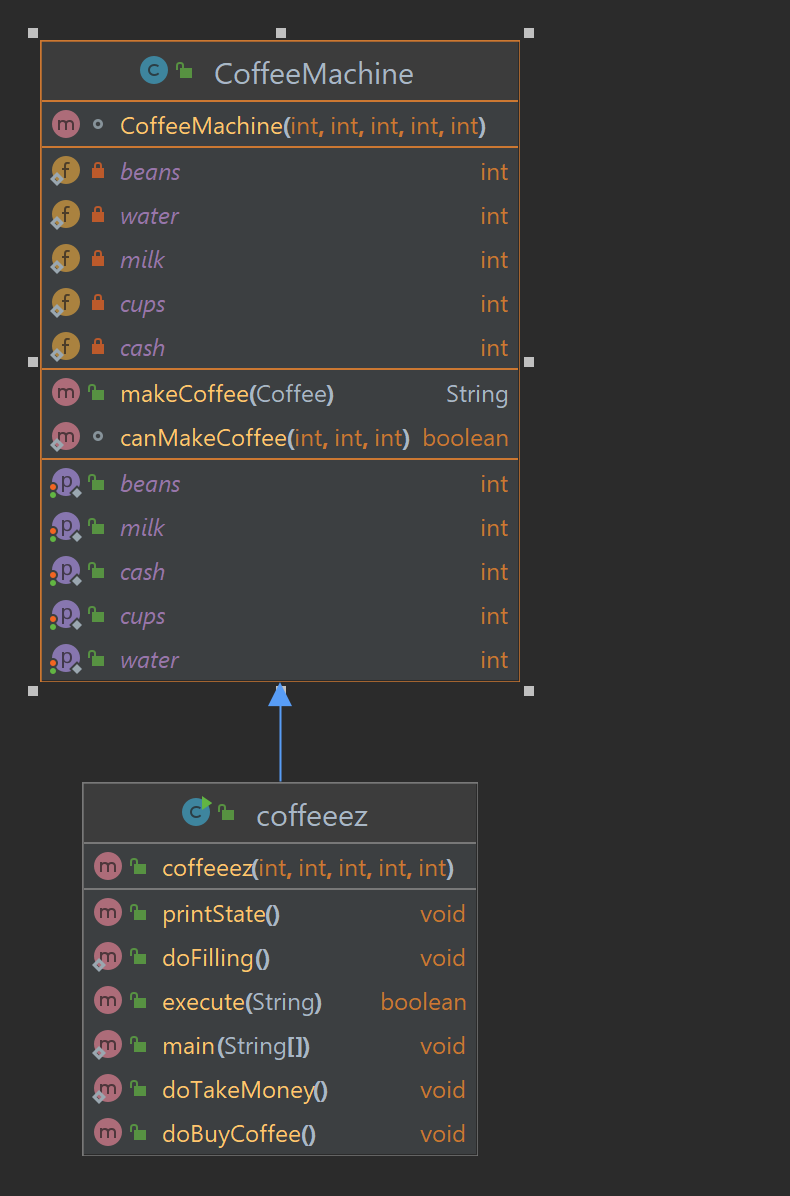 CoffeeMachine
CoffeeMachine(int, int, int, int, int)
beans int
water int
milk int
cups int
cash int
makeCoffee(Coffee) String
canMakeCoffee(int, int, int) boolean
beans int
milk int
cash int
cups int
water int
coffeeez
coffeeez(int, int, int, int, int)
printState() void
doFilling() void
execute(String) boolean
main(String[]) void
doTakeMoney() void
doBuyCoffee() void